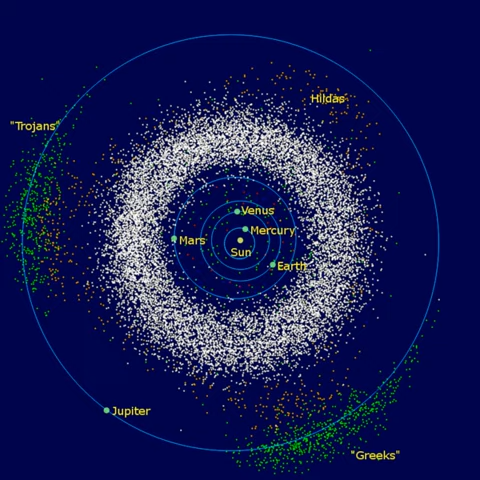 Hildas
"Trojans"
Venus
Mercury
Mars
Sun
Earth
Jupiter
"Greeks"